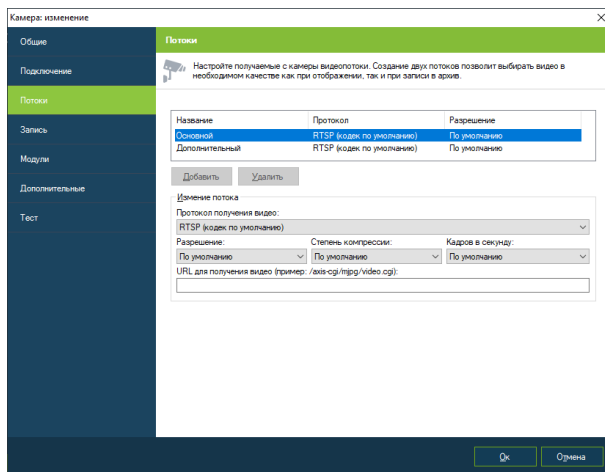 Камера: изменение
Общие
Подключение
Потоки
Запись
Модули
Дополнительные
Тест
Потоки
Настройте получаемые с камеры видеопотоки. Создание двух потоков позволит выбирать видео в
необходимом качестве как при отображении, так и при записи в архив.
Название Протокол Разрешение
Основной RTSP (кодек по умолчанию) По умолчанию
Дополнительный RTSP (кодек по умолчанию) По умолчанию
Добавить Удалить
Измение потока
Протокол получения видео:
RTSP (кодек по умолчанию)
Разрешение: Степень компрессии: Кадров в секунду:
По умолчанию По умолчанию По умолчанию
URL для получения видео (пример: /axis-cgi/mjpg/video.cgi):
Ок Отмена